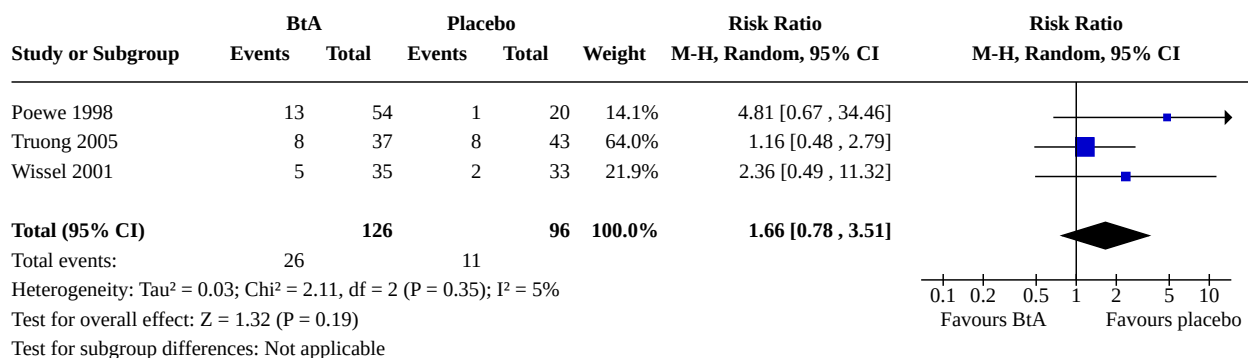 BtA Placebo Risk Ratio Risk Ratio
Study or Subgroup Events Total Events Total Weight M-H, Random, 95% CI M-H, Random, 95% CI
Poewe 1998 13 54 1 20 14.1% 4.81 [0.67 , 34.46]
Truong 2005 8 37 8 43 64.0% 1.16 [0.48 , 2.79]
Wissel 2001 5 35 2 33 21.9% 2.36 [0.49 , 11.32]
Total (95% CI) 126 96 100.0% 1.66 [0.78 , 3.51]
Total events: 26 11
Heterogeneity: Tau² = 0.03; Chi² = 2.11, df = 2 (P = 0.35); I² = 5%
0.1 0.2 0.5 1 2 5 10
Test for overall effect: Z = 1.32 (P = 0.19)
Favours BtA Favours placebo
Test for subgroup differences: Not applicable